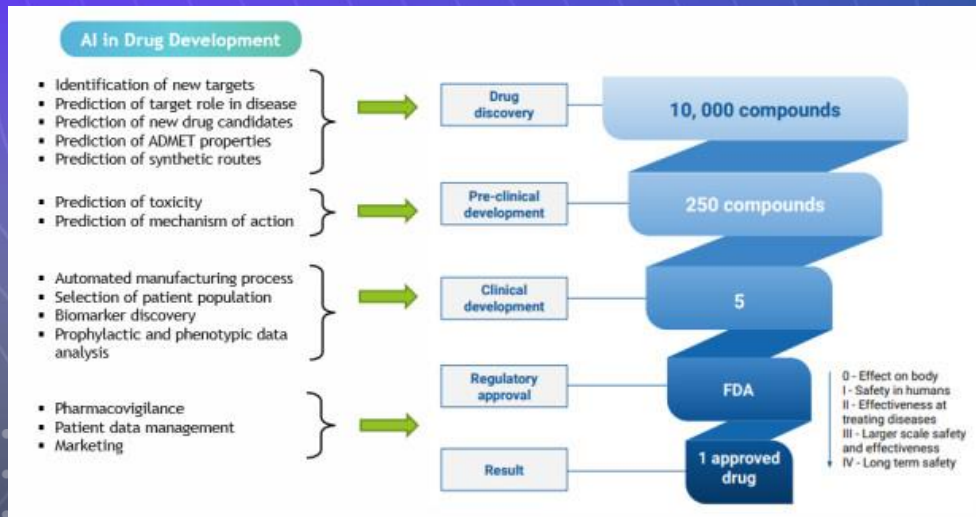 AI in Drug Development
▪ Identification of new targets
▪ Prediction of target role in disease
▪ Prediction of new drug candidates
▪ Prediction of ADMET properties
▪ Prediction of synthetic routes
Drug
discovery
10, 000 compounds
▪ Prediction of toxicity
▪ Prediction of mechanism of action
Pre-clinical
development
250 compounds
▪ Automated manufacturing process
▪ Selection of patient population
▪ Biomarker discovery
▪ Prophylactic and phenotypic data
analysis
Clinical
development
5
▪ Pharmacovigilance
▪ Patient data management
▪ Marketing
Regulatory
approval
FDA
0 - Effect on body
I - Safety in humans
II - Effectiveness at
treating diseases
III - Larger scale safety
and effectiveness
IV - Long term safety
Result
1 approved
drug